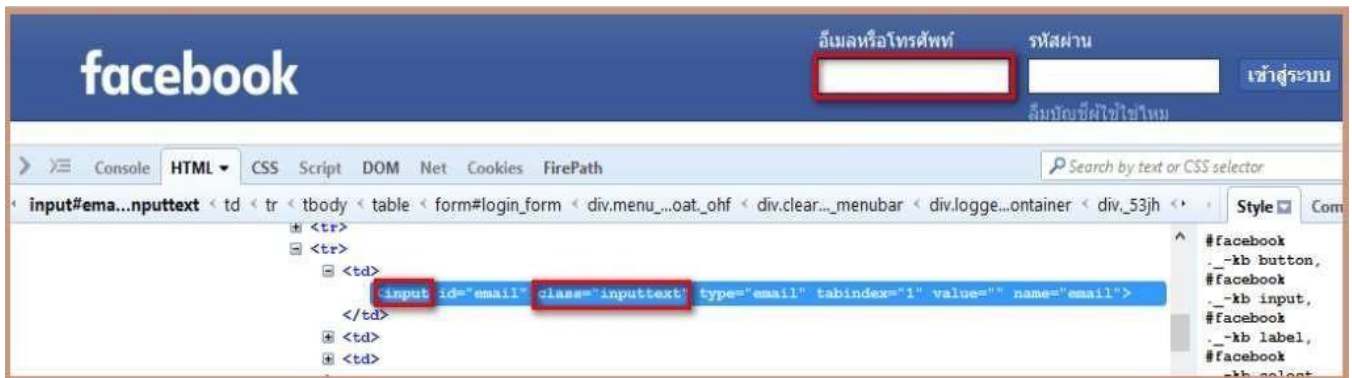 facebook
อีเมลหรือโทรศัพท์ รหัสผ่าน
เข้าสู่ระบบ
ลืมบัญชีผู้ใช้ใช่ไหม
Console HTML CSS Script DOM Net Cookies FirePath Search by text or CSS selector
input#ema...nputtext < td < tr < tbody < table < form#login_form < div.menu_...oat._ohf < div.clear..._menubar < div.logge...ontainer < div._53jh < Style Com
<tr>
<tr>
<td>
<input id="email" class="inputtext" type="email" tabindex="1" value="" name="email">
</td>
<td>
<td>
#facebook
._-kb button,
#facebook
._-kb input,
#facebook
._-kb label,
#facebook
._-kb select